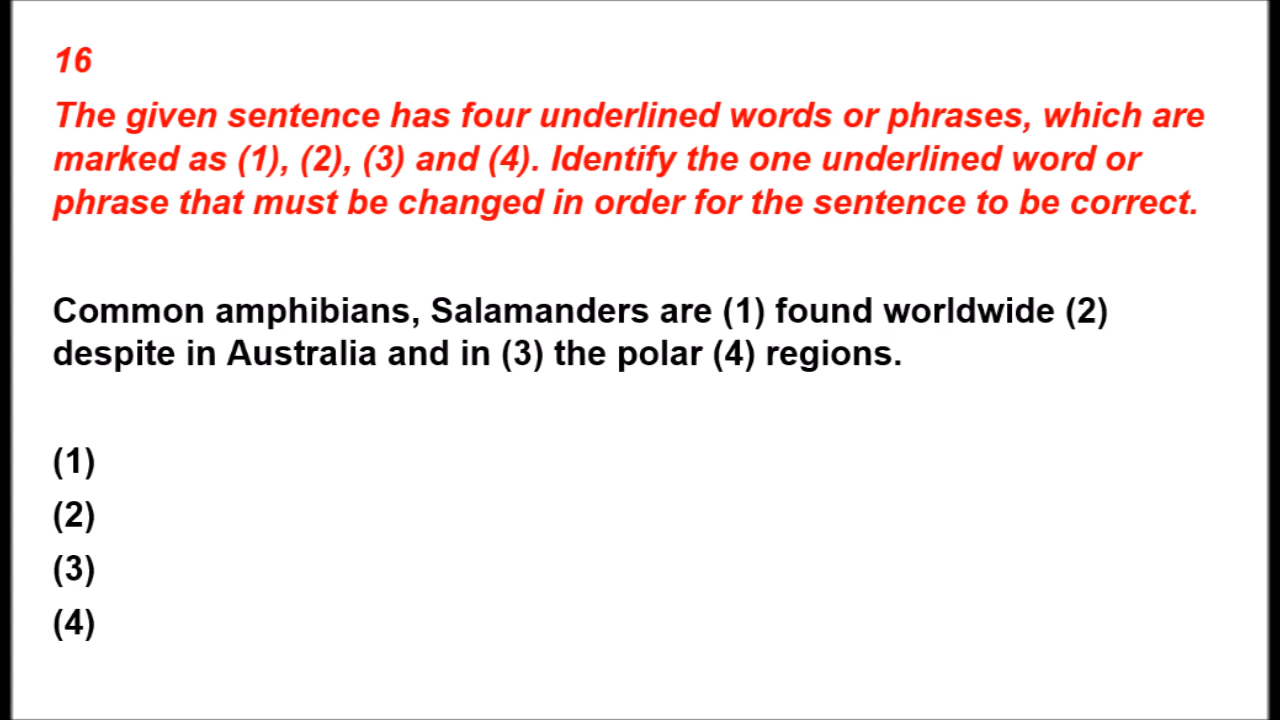 16
The given sentence has four underlined words or phrases, which are
marked as (1), (2), (3) and (4). Identify the one underlined word or
phrase that must be changed in order for the sentence to be correct.
Common amphibians, Salamanders are (1) found worldwide (2)
despite in Australia and in (3) the polar (4) regions.
(1)
(2)
(3)
(4)